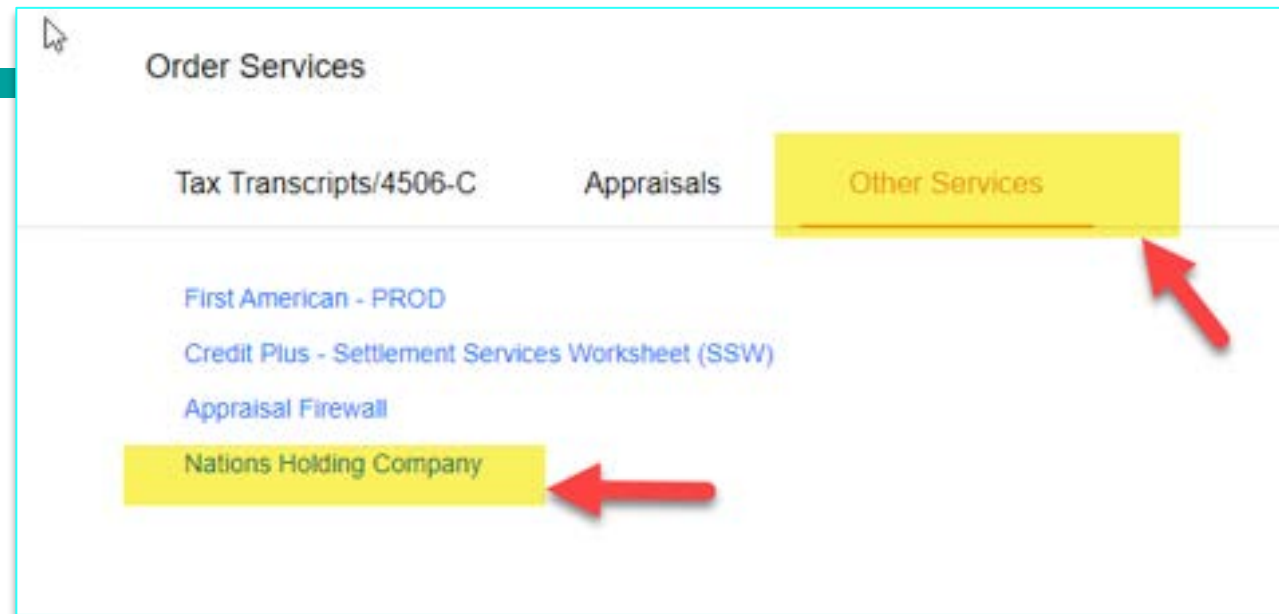 Order Services
Tax Transcripts/4506-C Appraisals Other Services
First American - PROD
Credit Plus - Settlement Services Worksheet (SSW)
Appraisal Firewall
Nations Holding Company